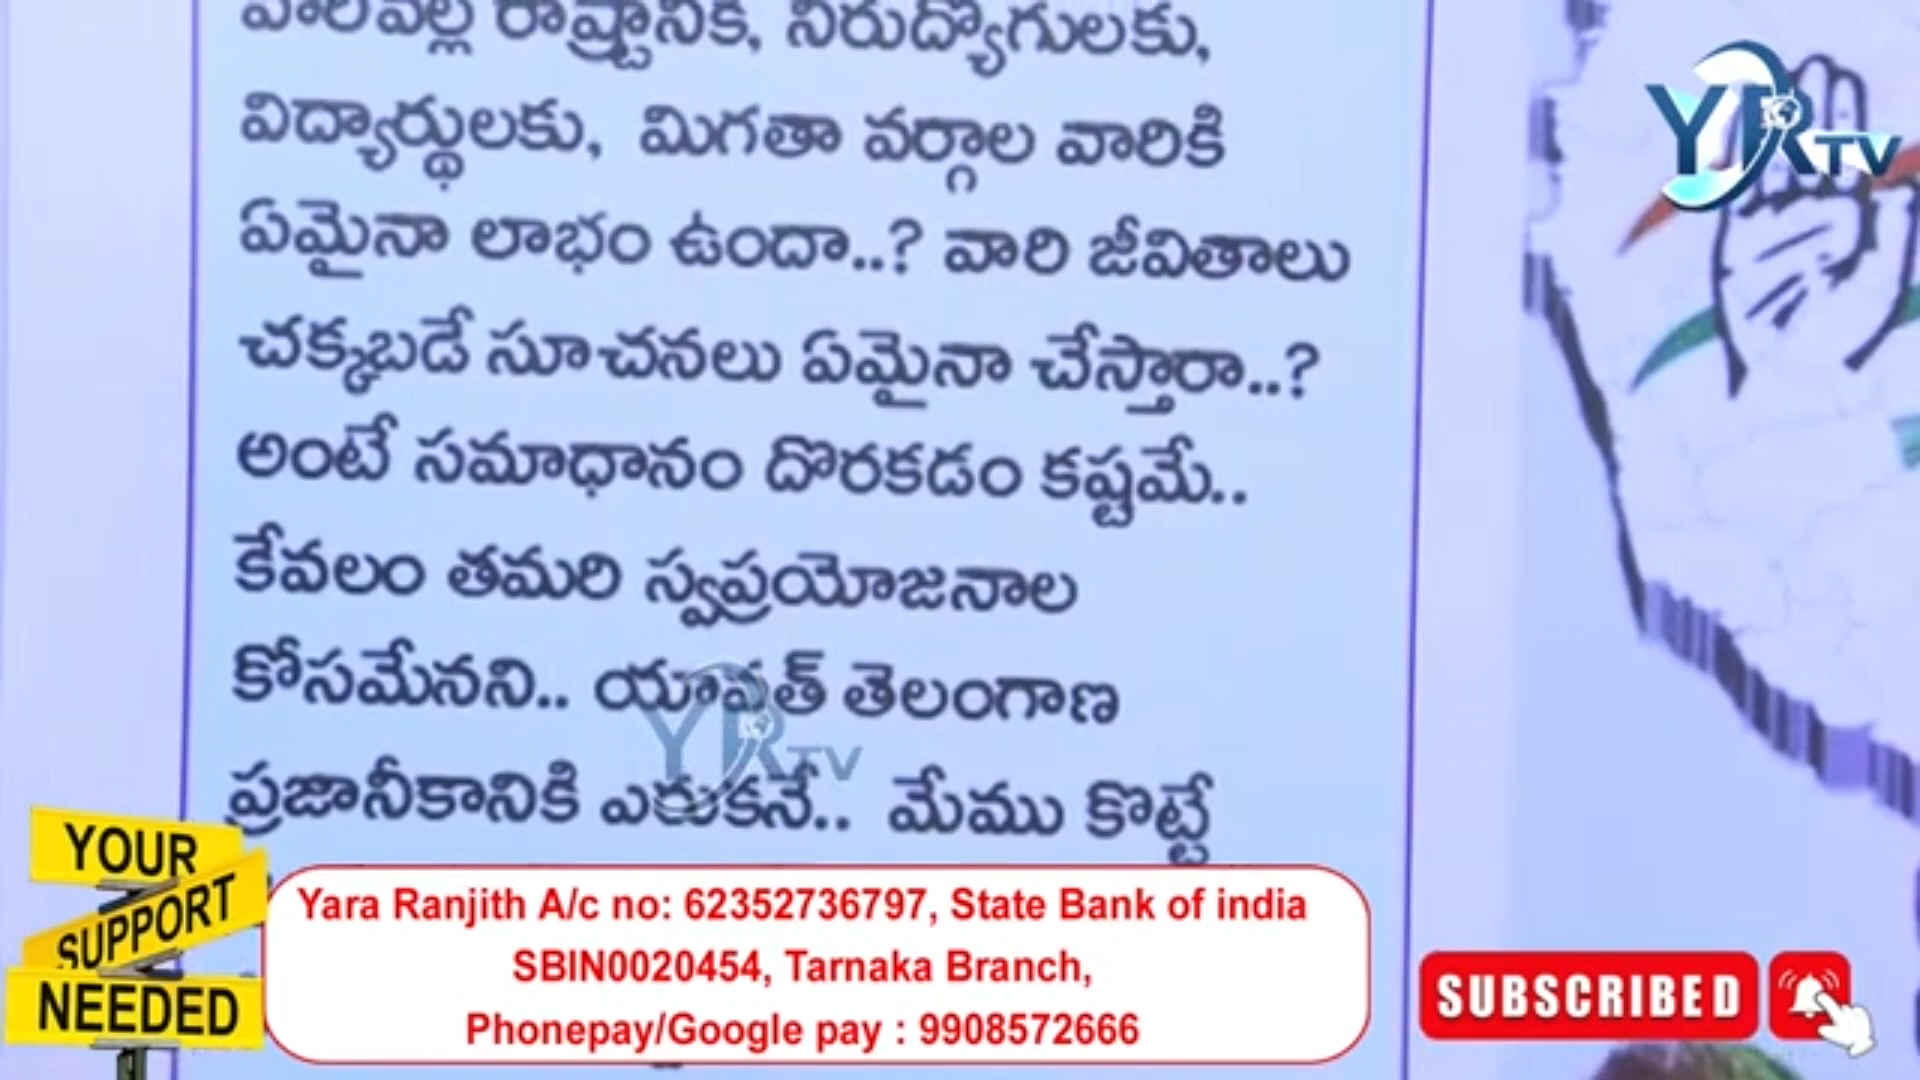 వారివల్ల రాష్ట్రానికి, నిరుద్యోగులకు,
విద్యార్థులకు, మిగతా వర్గాల వారికి
ఏమైనా లాభం ఉందా..? వారి జీవితాలు
చక్కబడే సూచనలు ఏమైనా చేస్తారా..?
అంటే సమాధానం దొరకడం కష్టమే..
కేవలం తమరి స్వప్రయోజనాల
కోసమేనని.. యావత్ తెలంగాణ
ప్రజానీకానికి ఎరుకనే.. మేము కొట్టే
YRTV
YRTV
YOUR
SUPPORT
NEEDED
Yara Ranjith A/c no: 62352736797, State Bank of india
SBIN0020454, Tarnaka Branch,
Phonepay/Google pay : 9908572666
SUBSCRIBED